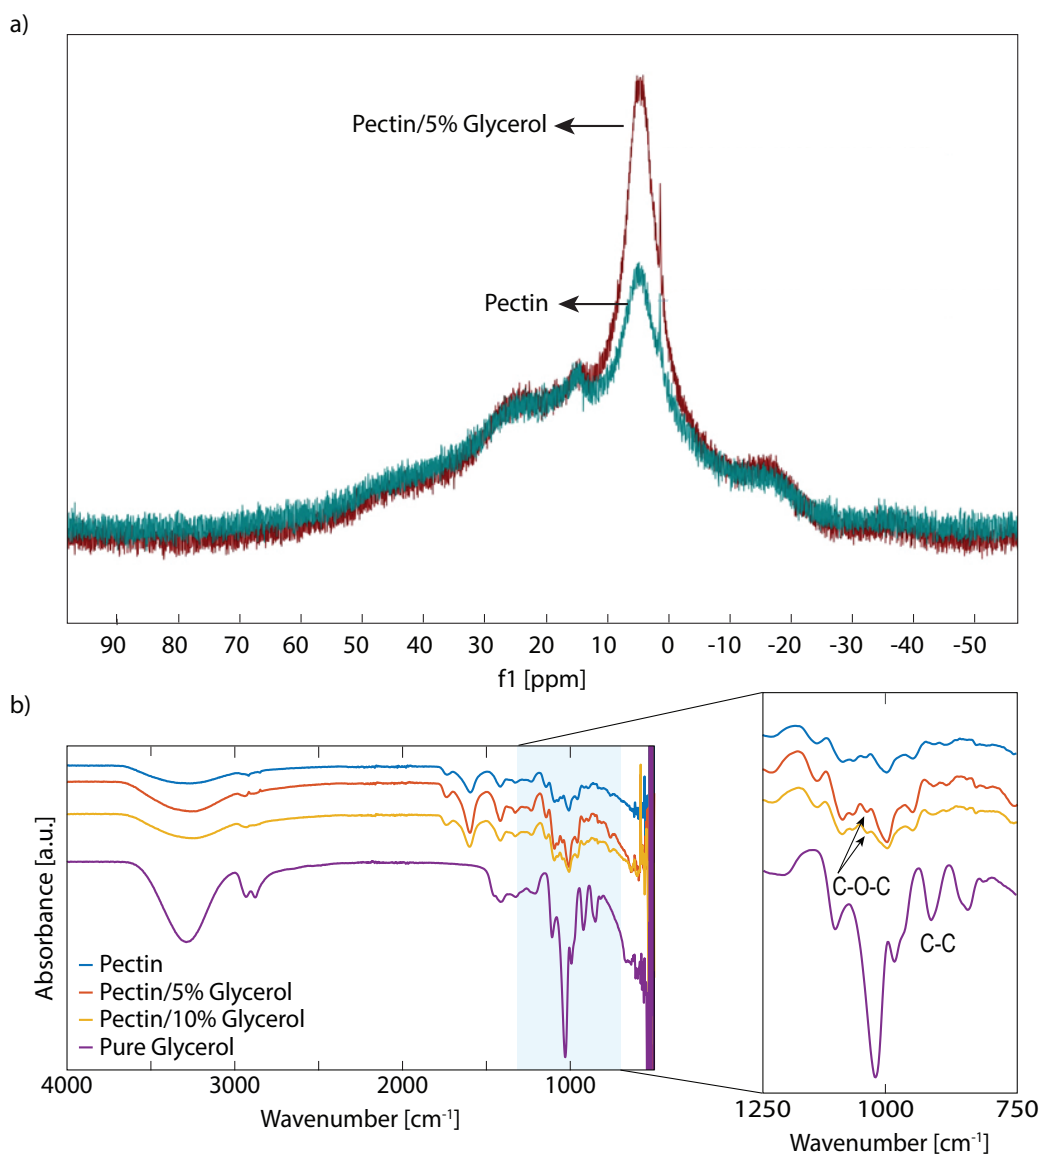 a)
Pectin/5% Glycerol
Pectin
90 80 70 60 50 40 30 20 10 0 -10 -20 -30 -40 -50
f1 [ppm]
b)
Absorbance [a.u.]
Pectin
Pectin/5% Glycerol
Pectin/10% Glycerol
Pure Glycerol
4000 3000 2000 1000
Wavenumber [cm⁻¹]
C-O-C
C-C
1250 1000 750
Wavenumber [cm⁻¹]